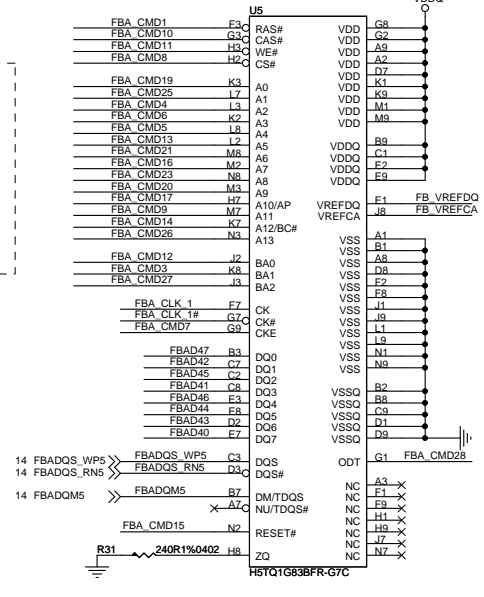 VDDQ
U5
FBA_CMD1 F3 RAS# VDD G8
FBA_CMD10 G3 CAS# VDD G2
FBA_CMD11 H3 WE# VDD A9
FBA_CMD8 H2 CS# VDD A2
VDD D7
FBA_CMD19 K3 A0 VDD K1
FBA_CMD25 L7 A1 VDD K9
FBA_CMD4 L3 A2 VDD M1
FBA_CMD6 K2 A3 VDD M9
FBA_CMD5 L8 A4
FBA_CMD13 L2 A5 VDDQ B9
FBA_CMD21 M8 A6 VDDQ C1
FBA_CMD16 M2 A7 VDDQ E2
FBA_CMD23 N8 A8 VDDQ E9
FBA_CMD20 M3 A9
FBA_CMD17 H7 A10/AP VREFDQ E1 FB_VREFDQ
FBA_CMD9 M7 A11 VREFCA J8 FB_VREFCA
FBA_CMD14 K7 A12/BC#
FBA_CMD26 N3 A13 VSS A1
VSS B1
FBA_CMD12 J2 BA0 VSS A8
FBA_CMD3 K8 BA1 VSS D8
FBA_CMD27 J3 BA2 VSS F2
VSS F8
FBA_CLK_1 F7 CK VSS J1
FBA_CLK_1# G7 CK# VSS J9
FBA_CMD7 G9 CKE VSS L1
VSS L9
FBAD47 B3 DQ0 VSS N1
FBAD42 C7 DQ1 VSS N9
FBAD45 C2 DQ2
FBAD41 C8 DQ3 VSSQ B2
FBAD46 E3 DQ4 VSSQ B8
FBAD44 E8 DQ5 VSSQ C9
FBAD43 D2 DQ6 VSSQ D1
FBAD40 E7 DQ7 VSSQ D9
14 FBADQS_WP5 FBADQS_WP5 C3 DQS ODT G1 FBA_CMD28
14 FBADQS_RN5 FBADQS_RN5 D3 DQS#
NC A3
14 FBADQM5 FBADQM5 B7 DM/TDQS NC F1
A7 NU/TDQS# NC F9
NC H1
FBA_CMD15 N2 RESET# NC H9
NC J7
R31 240R1%0402 H8 ZQ NC N7
H5TQ1G83BFR-G7C